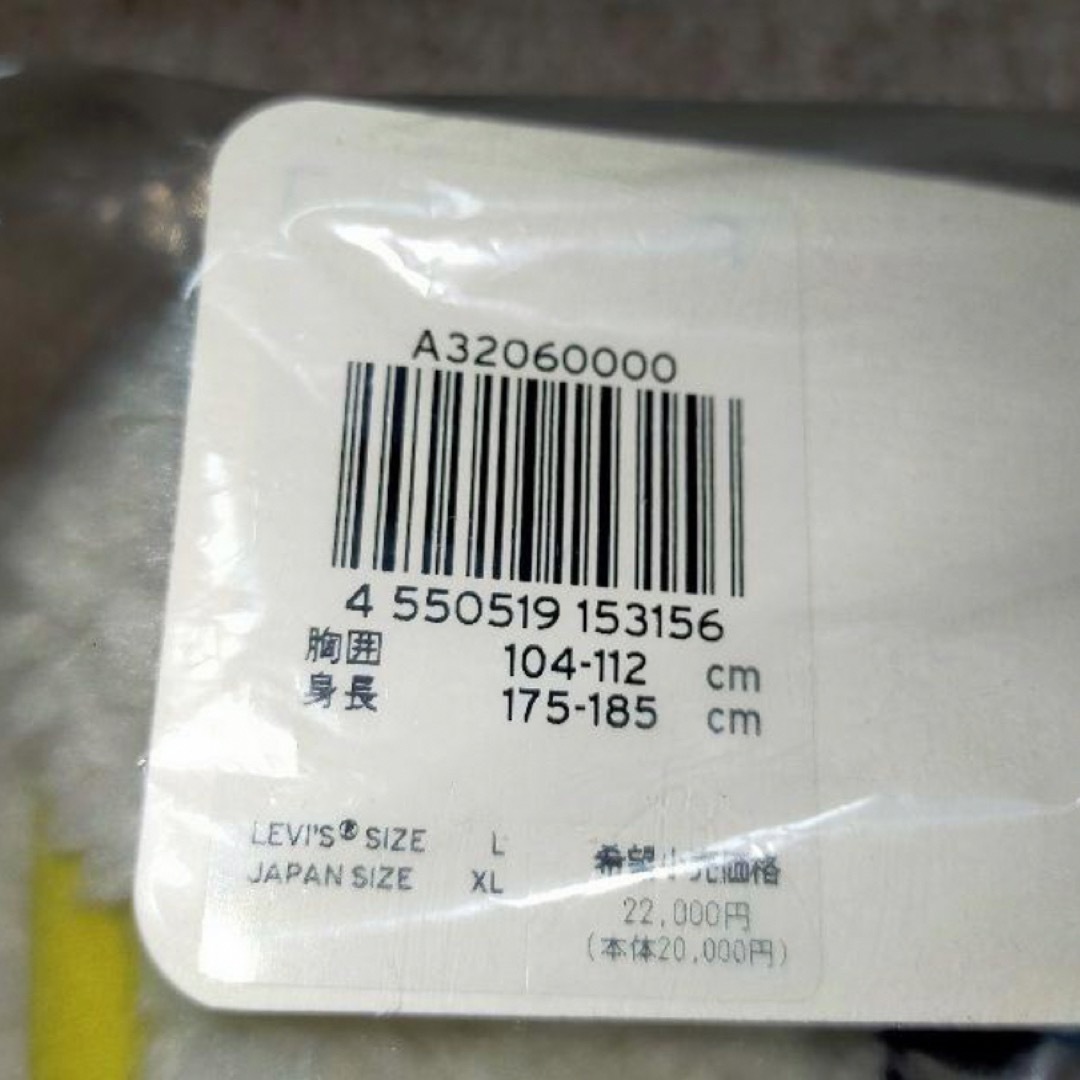 A32060000
4 550519 153156
胸囲 104-112 cm
身長 175-185 cm
LEVI'S® SIZE L
JAPAN SIZE XL
希望小売価格
22,000円
(本体20,000円)